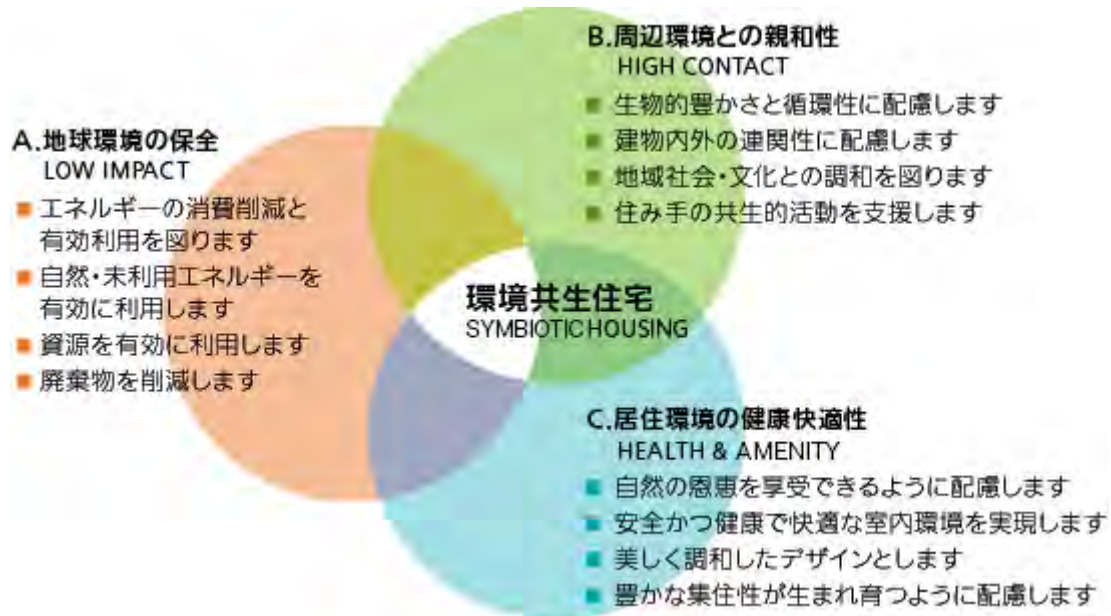 A.地球環境の保全
LOW IMPACT
■ エネルギーの消費削減と
有効利用を図ります
■ 自然・未利用エネルギーを
有効に利用します
■ 資源を有効に利用します
■ 廃棄物を削減します
B.周辺環境との親和性
HIGH CONTACT
■ 生物的豊かさと循環性に配慮します
■ 建物内外の連関性に配慮します
■ 地域社会・文化との調和を図ります
■ 住み手の共生的活動を支援します
環境共生住宅
SYMBIOTIC HOUSING
C.居住環境の健康快適性
HEALTH & AMENITY
■ 自然の恩恵を享受できるように配慮します
■ 安全かつ健康で快適な室内環境を実現します
■ 美しく調和したデザインとします
■ 豊かな集住性が生まれ育つように配慮します